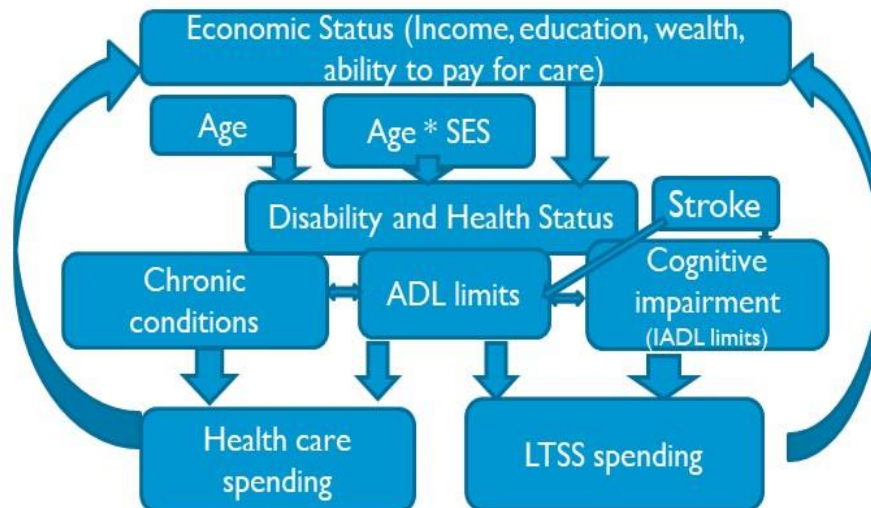 Economic Status (Income, education, wealth,
ability to pay for care)
Age
Age * SES
Disability and Health Status
Stroke
Chronic
conditions
ADL limits
Cognitive
impairment
(IADL limits)
Health care
spending
LTSS spending